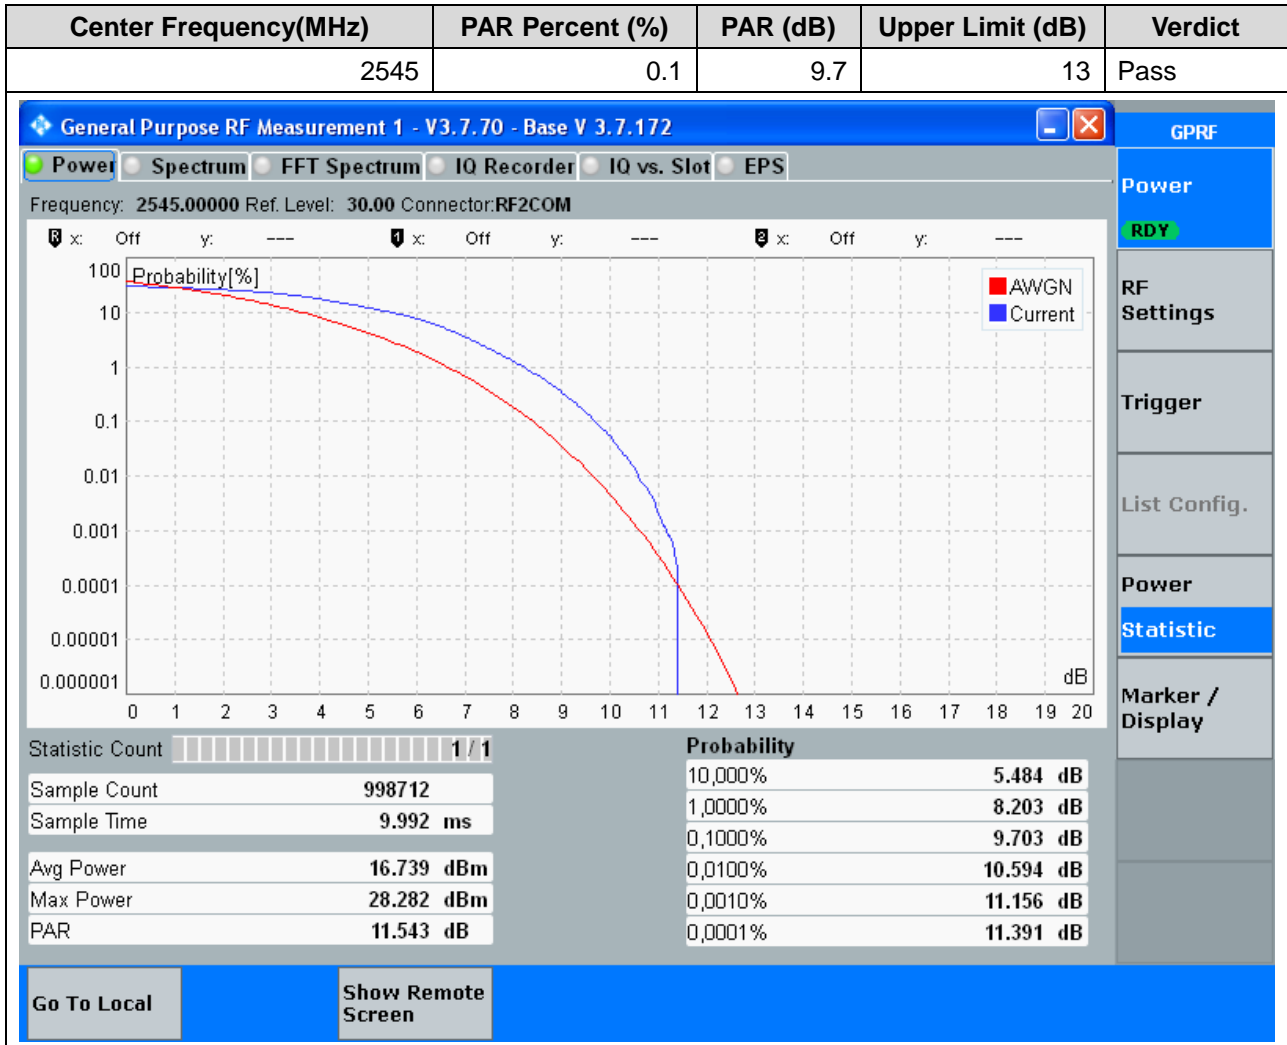 Center Frequency(MHz) PAR Percent (%) PAR (dB) Upper Limit (dB) Verdict
2545 0.1 9.7 13 Pass
General Purpose RF Measurement 1 - V3.7.70 - Base V 3.7.172
GPRF
Power Spectrum FFT Spectrum IQ Recorder IQ vs. Slot EPS
Power
RDY
Frequency: 2545.00000 Ref. Level: 30.00 Connector:RF2COM
R x: Off y: --- 1 x: Off y: --- 2 x: Off y: ---
Probability[%]
AWGN
Current
100
10
1
0.1
0.01
0.001
0.0001
0.00001
0.000001
dB
0 1 2 3 4 5 6 7 8 9 10 11 12 13 14 15 16 17 18 19 20
RF
Settings
Trigger
List Config.
Power
Statistic
Marker /
Display
Statistic Count 1 / 1
Sample Count 998712
Sample Time 9.992 ms
Avg Power 16.739 dBm
Max Power 28.282 dBm
PAR 11.543 dB
Probability
10,000% 5.484 dB
1,0000% 8.203 dB
0,1000% 9.703 dB
0,0100% 10.594 dB
0,0010% 11.156 dB
0,0001% 11.391 dB
Go To Local
Show Remote
Screen